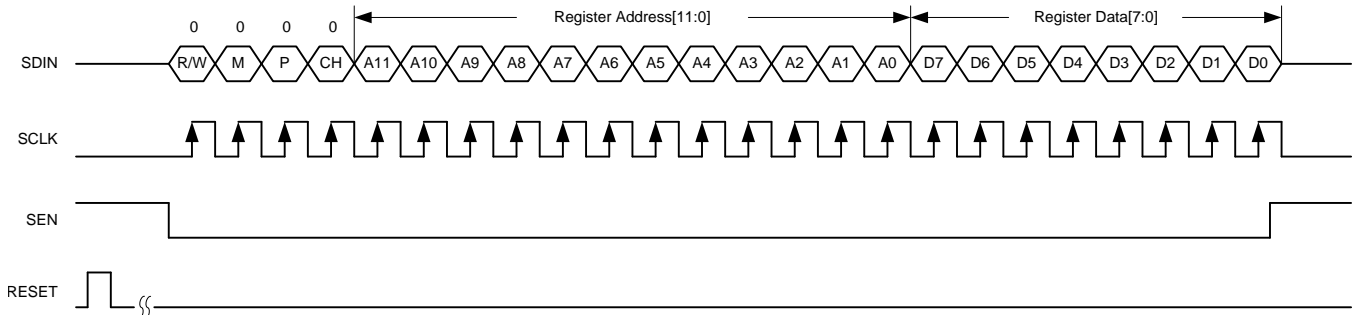 0 0 0 0 Register Address[11:0] Register Data[7:0]
SDIN R/W M P CH A11 A10 A9 A8 A7 A6 A5 A4 A3 A2 A1 A0 D7 D6 D5 D4 D3 D2 D1 D0
SCLK
SEN
RESET